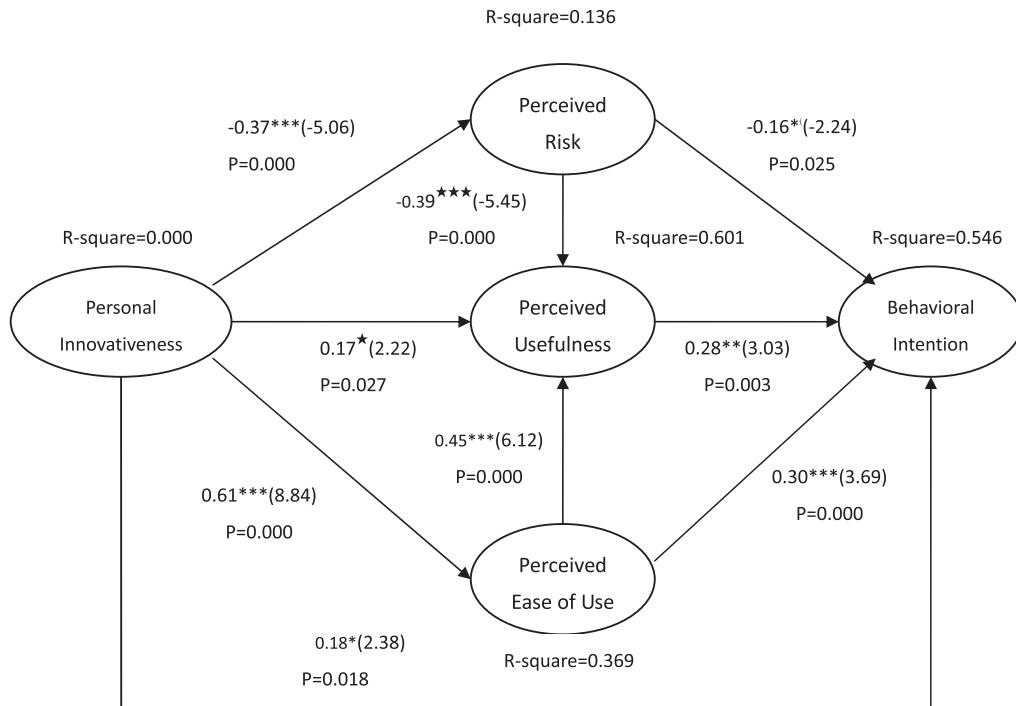 R-square=0.136
Perceived
Risk
-0.37***(-5.06)
P=0.000
-0.16*(-2.24)
P=0.025
-0.39★★★(-5.45)
P=0.000
R-square=0.000
R-square=0.601
R-square=0.546
Personal
Innovativeness
Perceived
Usefulness
Behavioral
Intention
0.17★(2.22)
P=0.027
0.28**(3.03)
P=0.003
0.45***(6.12)
P=0.000
0.61***(8.84)
P=0.000
0.30***(3.69)
P=0.000
Perceived
Ease of Use
0.18*(2.38)
P=0.018
R-square=0.369